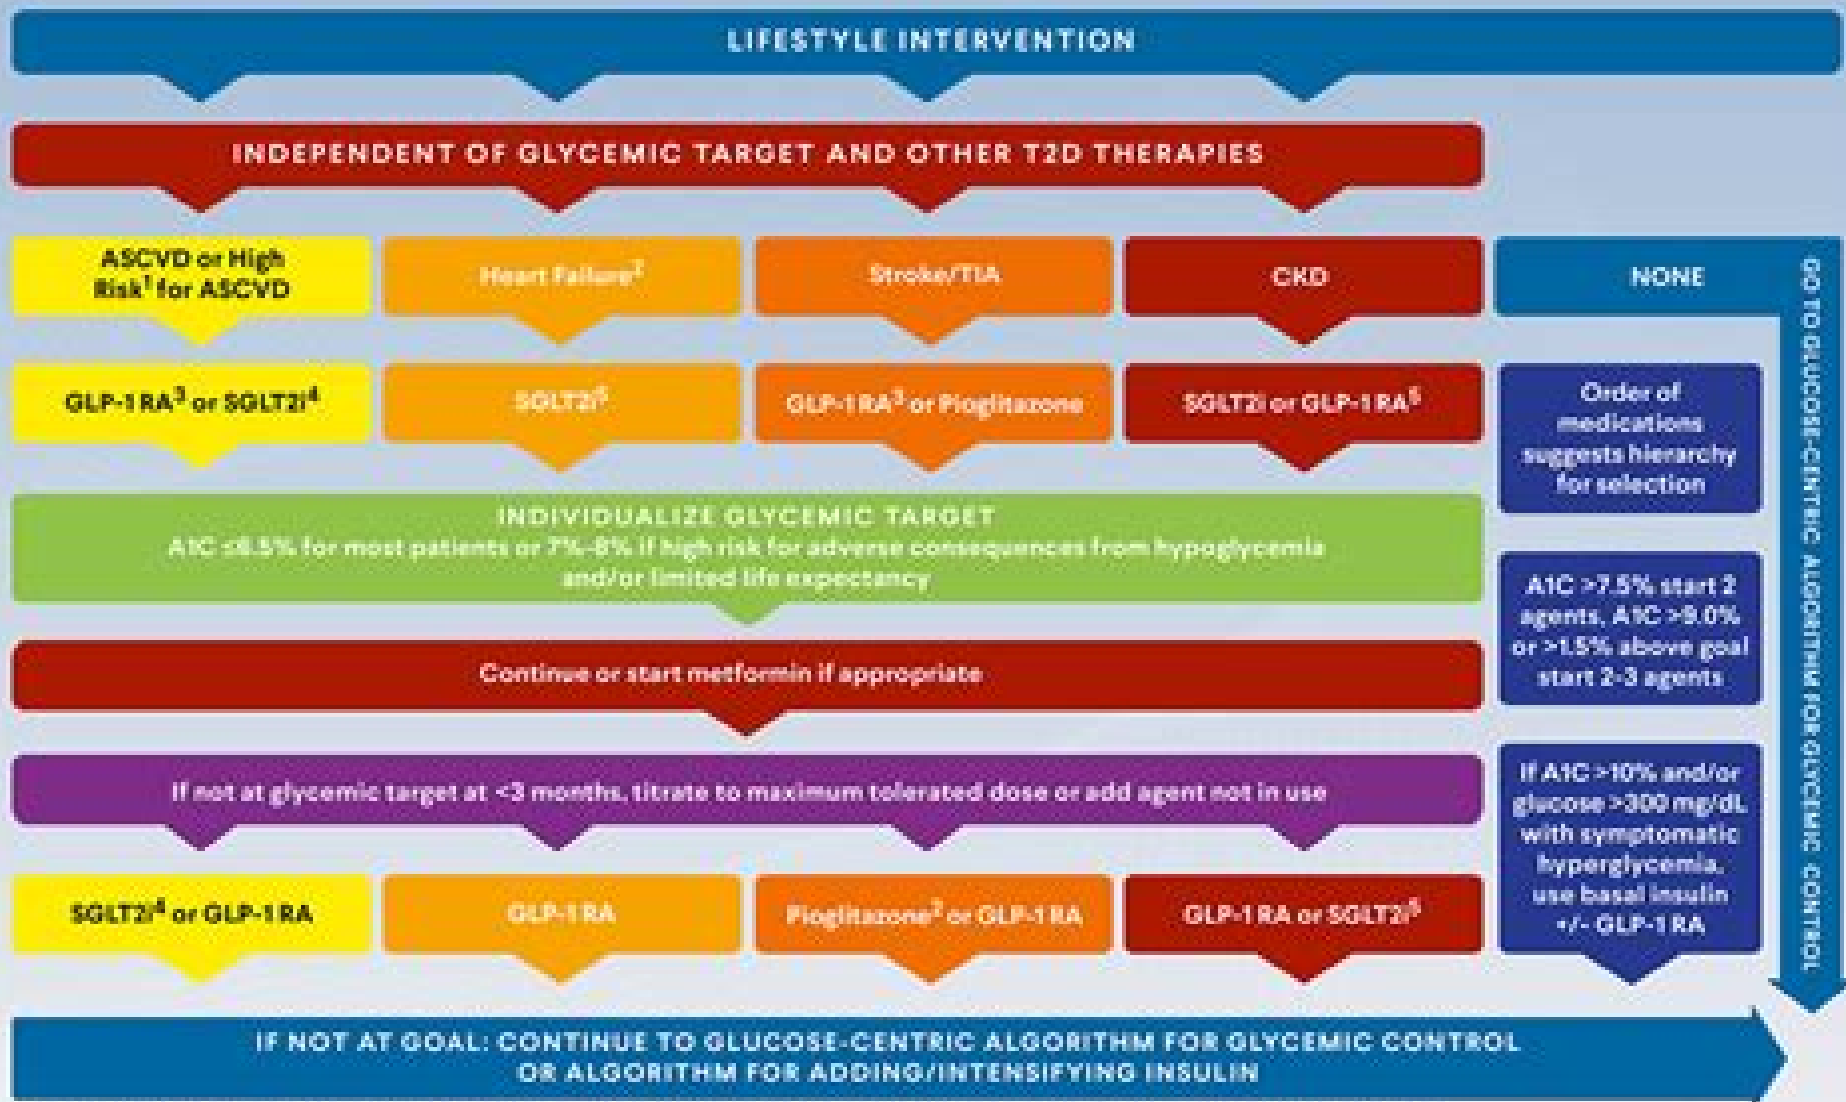 LIFESTYLE INTERVENTION
INDEPENDENT OF GLYCEMIC TARGET AND OTHER T2D THERAPIES
ASCVD or High
Risk¹ for ASCVD
Heart Failure²
Stroke/TIA
CKD
NONE
GLP-1 RA³ or SGLT2i⁴
SGLT2i⁵
GLP-1 RA³ or Pioglitazone
SGLT2i or GLP-1 RA⁵
Order of
medications
suggests hierarchy
for selection
INDIVIDUALIZE GLYCEMIC TARGET
A1C ≤6.5% for most patients or 7%-8% if high risk for adverse consequences from hypoglycemia
and/or limited life expectancy
A1C >7.5% start 2
agents, A1C >9.0%
or >1.5% above goal
start 2-3 agents
Continue or start metformin if appropriate
If not at glycemic target at <3 months, titrate to maximum tolerated dose or add agent not in use
If A1C >10% and/or
glucose >300 mg/dL
with symptomatic
hyperglycemia,
use basal insulin
+/- GLP-1 RA
SGLT2i⁴ or GLP-1 RA
GLP-1 RA
Pioglitazone² or GLP-1 RA
GLP-1 RA or SGLT2i⁵
GO TO GLUCOSE-CENTRIC ALGORITHM FOR GLYCEMIC CONTROL
IF NOT AT GOAL: CONTINUE TO GLUCOSE-CENTRIC ALGORITHM FOR GLYCEMIC CONTROL
OR ALGORITHM FOR ADDING/INTENSIFYING INSULIN